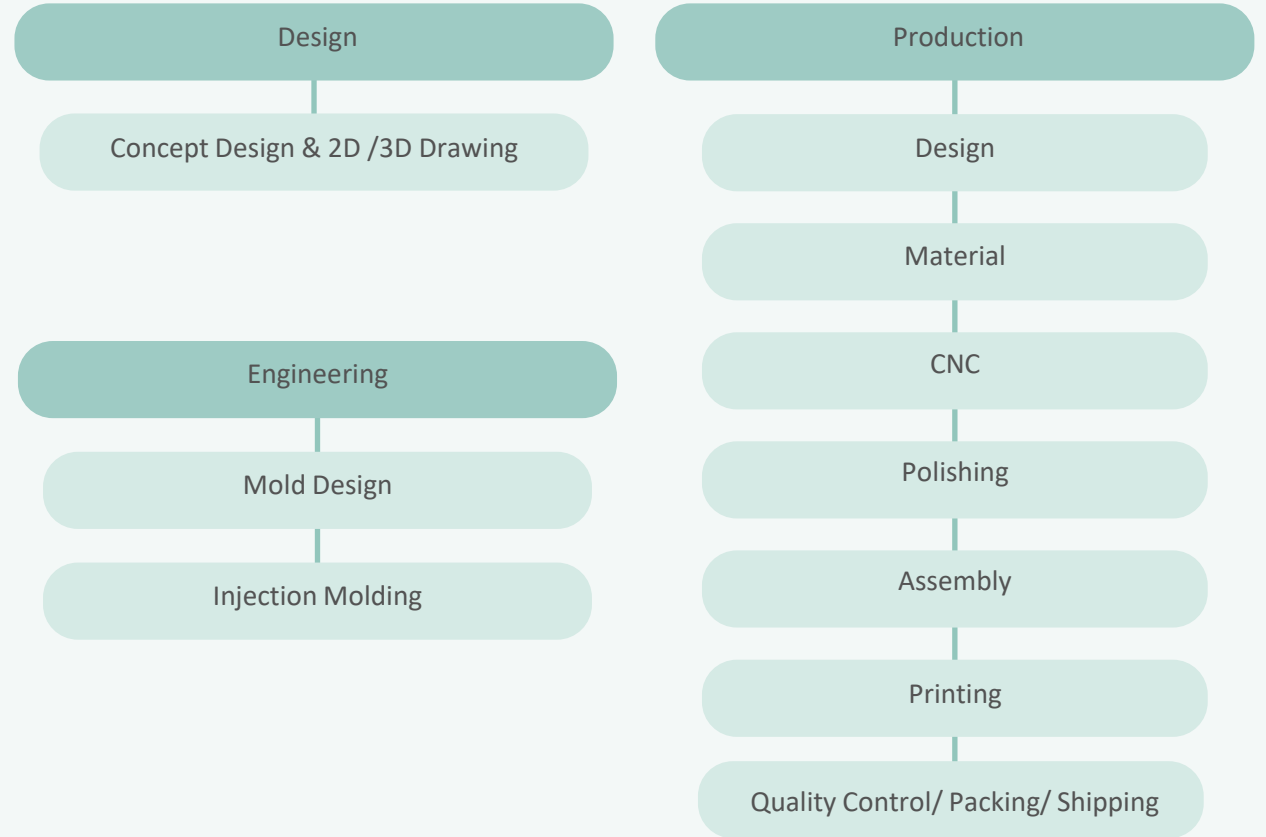 Design
Concept Design & 2D /3D Drawing
Engineering
Mold Design
Injection Molding
Production
Design
Material
CNC
Polishing
Assembly
Printing
Quality Control/ Packing/ Shipping